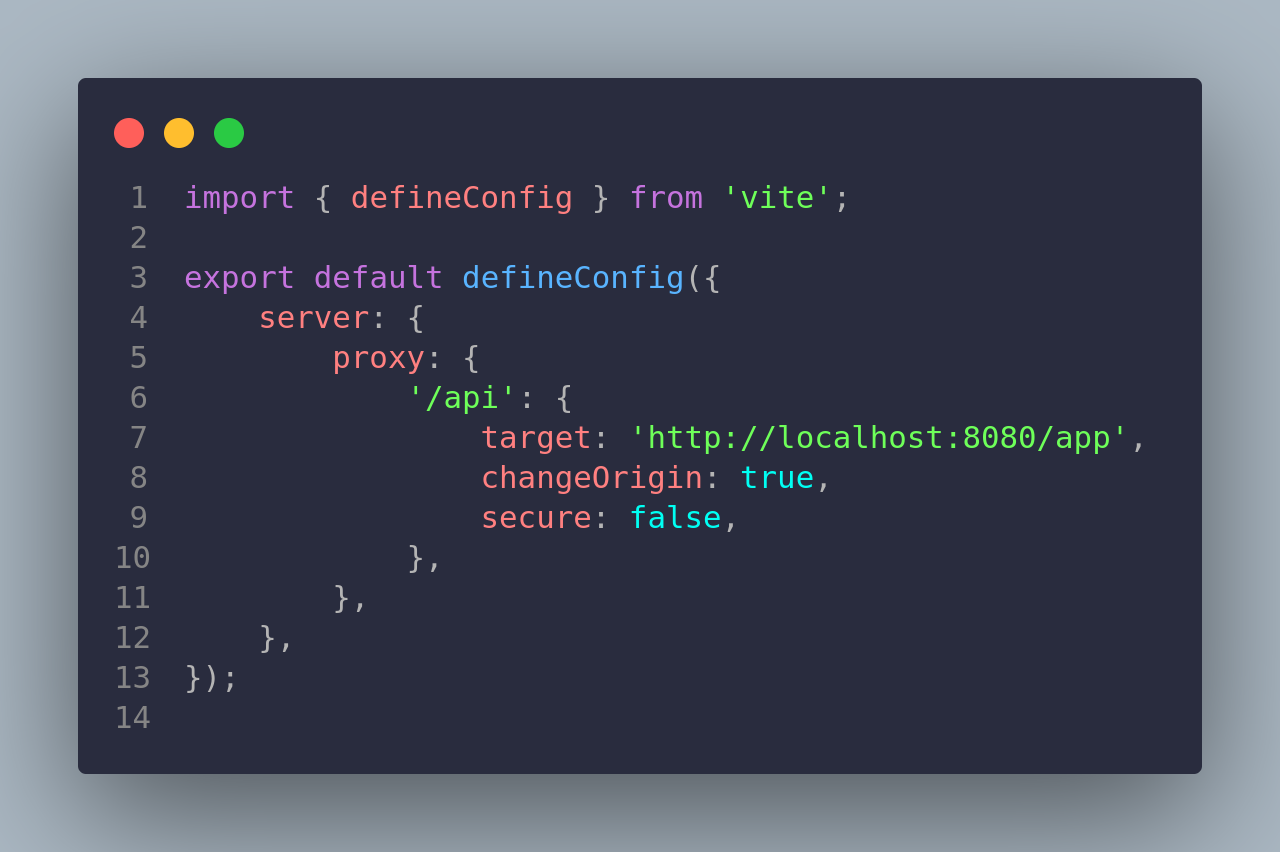 1 import { defineConfig } from 'vite';
2
3 export default defineConfig({
4     server: {
5         proxy: {
6             '/api': {
7                 target: 'http://localhost:8080/app',
8                 changeOrigin: true,
9                 secure: false,
10             },
11         },
12     },
13 });
14